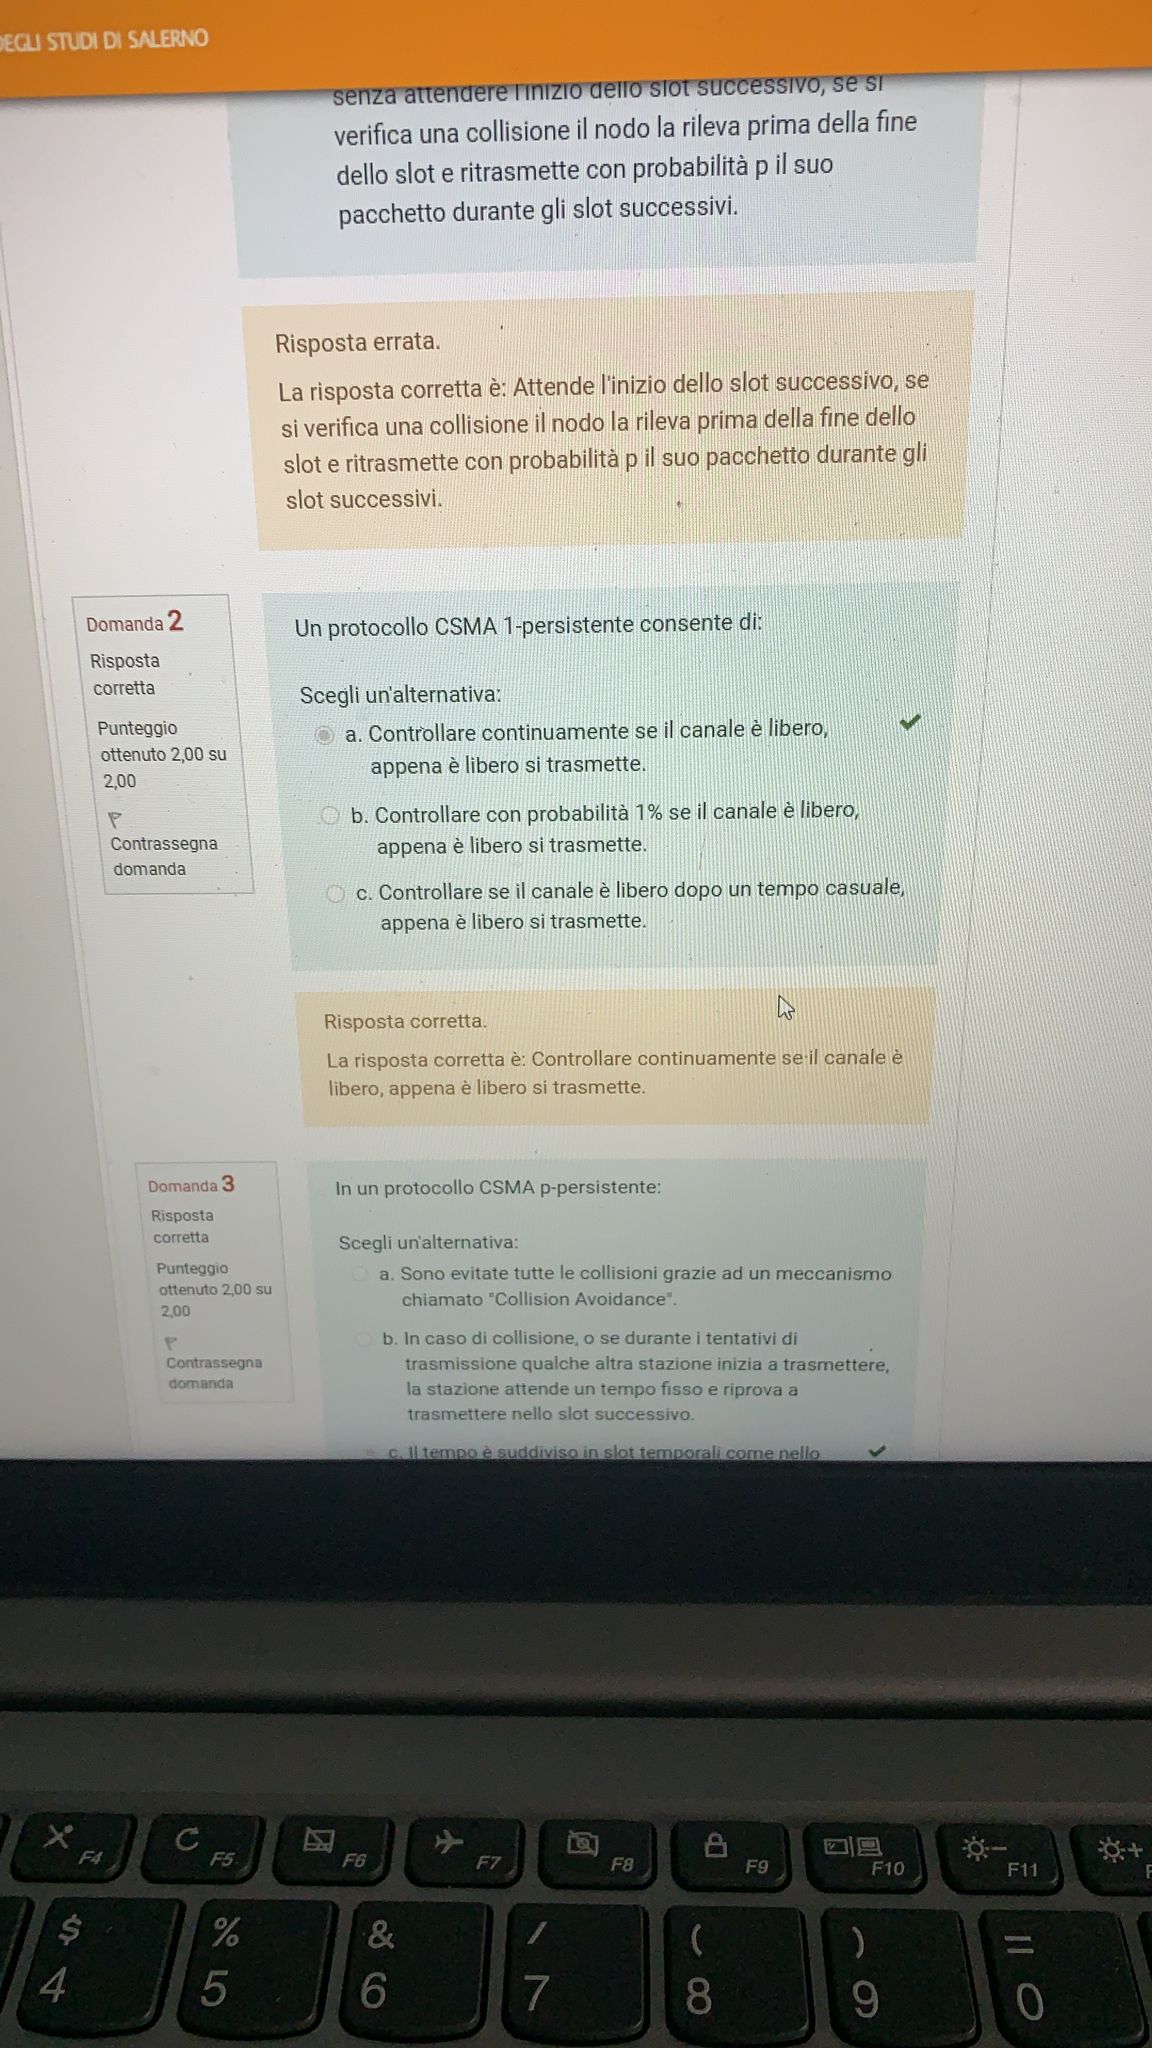 DEGLI STUDI DI SALERNO
senza attendere l'inizio dello slot successivo, se si
verifica una collisione il nodo la rileva prima della fine
dello slot e ritrasmette con probabilità p il suo
pacchetto durante gli slot successivi.
Risposta errata.
La risposta corretta è: Attende l'inizio dello slot successivo, se
si verifica una collisione il nodo la rileva prima della fine dello
slot e ritrasmette con probabilità p il suo pacchetto durante gli
slot successivi.
Domanda 2
Risposta
corretta
Punteggio
ottenuto 2,00 su
2,00
Contrassegna
domanda
Un protocollo CSMA 1-persistente consente di:
Scegli un'alternativa:
a. Controllare continuamente se il canale è libero,
appena è libero si trasmette.
b. Controllare con probabilità 1% se il canale è libero,
appena è libero si trasmette.
c. Controllare se il canale è libero dopo un tempo casuale,
appena è libero si trasmette.
Risposta corretta.
La risposta corretta è: Controllare continuamente se il canale è
libero, appena è libero si trasmette.
Domanda 3
Risposta
corretta
Punteggio
ottenuto 2,00 su
2,00
Contrassegna
domanda
In un protocollo CSMA p-persistente:
Scegli un'alternativa:
a. Sono evitate tutte le collisioni grazie ad un meccanismo
chiamato "Collision Avoidance".
b. In caso di collisione, o se durante i tentativi di
trasmissione qualche altra stazione inizia a trasmettere,
la stazione attende un tempo fisso e riprova a
trasmettere nello slot successivo.
c. Il tempo è suddiviso in slot temporali come nello
F4 F5 F6 F7 F8 F9 F10 F11
$ % & / ( ) =
4 5 6 7 8 9 0